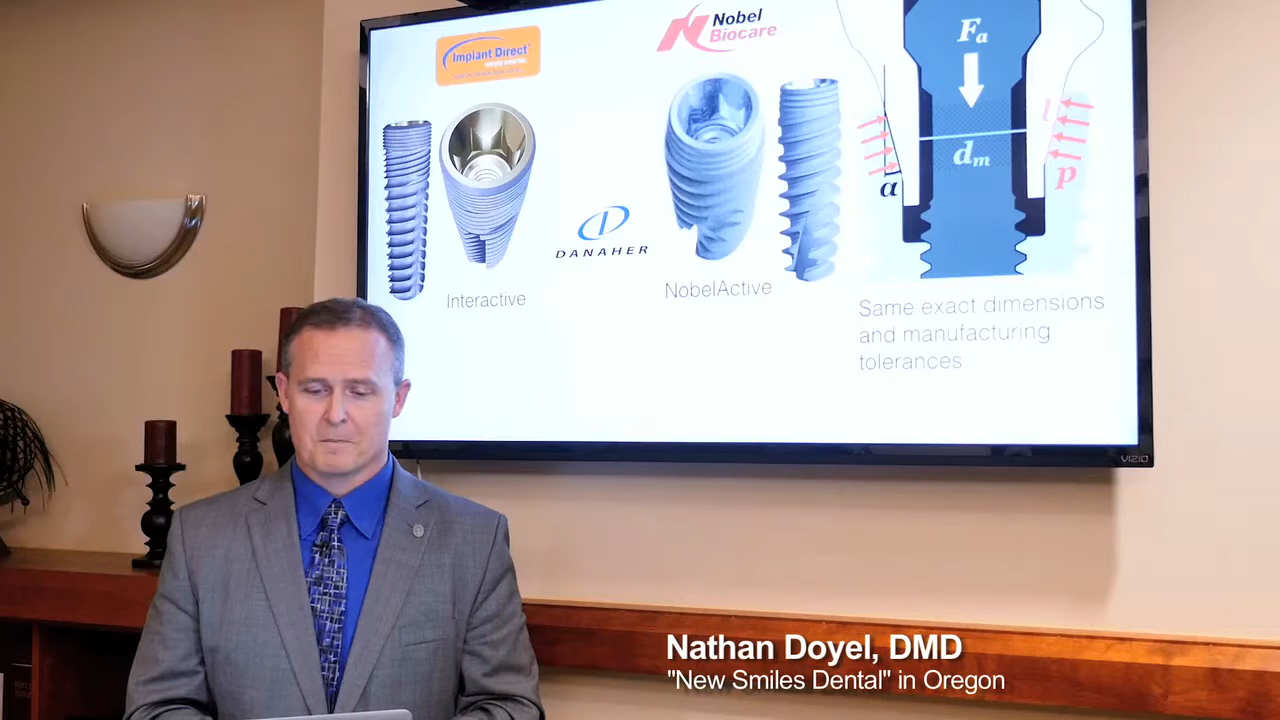 Implant Direct
Nobel
Biocare
Fa
dm
α
l
p
DANAHER
Interactive
NobelActive
Same exact dimensions
and manufacturing
tolerances
VIZIO
Nathan Doyel, DMD
"New Smiles Dental" in Oregon